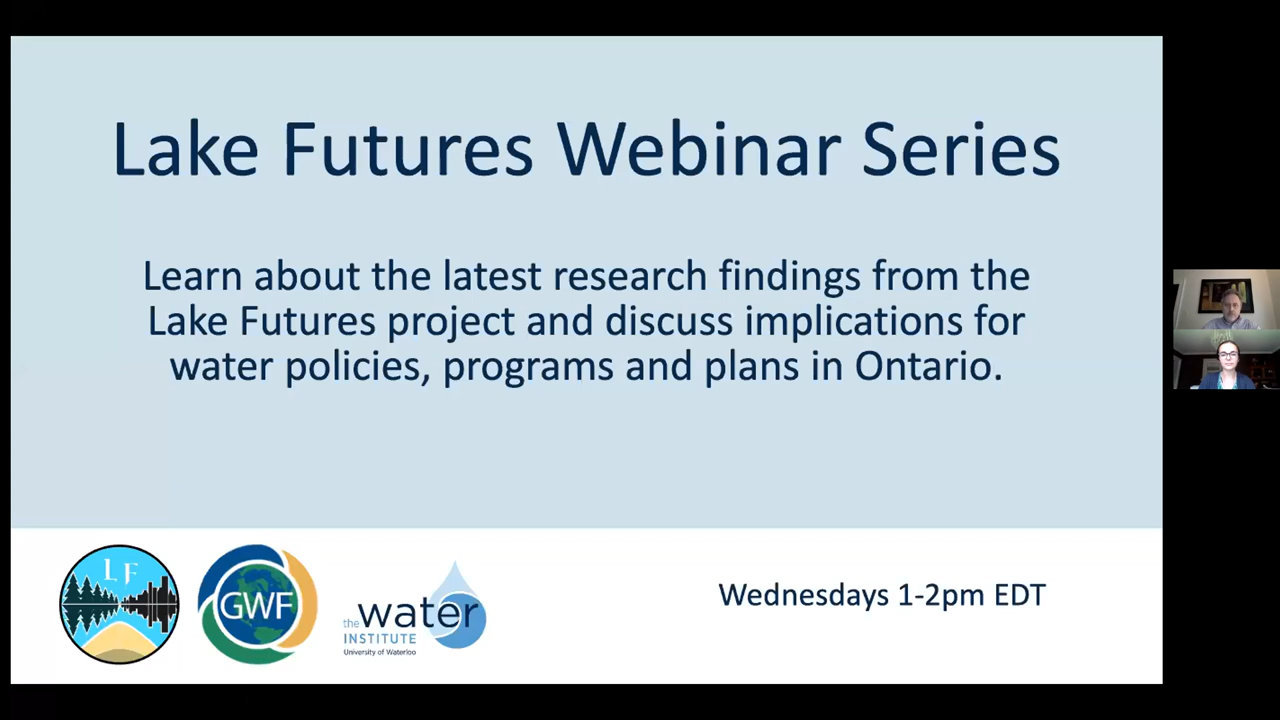 Lake Futures Webinar Series
Learn about the latest research findings from the
Lake Futures project and discuss implications for
water policies, programs and plans in Ontario.
LF
GWF
the water
INSTITUTE
University of Waterloo
Wednesdays 1-2pm EDT